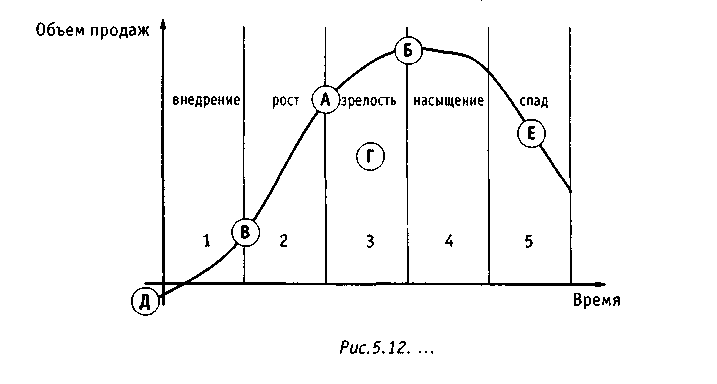 Объем продаж
Б
внедрение рост А зрелость насыщение спад
Е
Г
В
1 2 3 4 5
Д
Время
Рис.5.12. ...